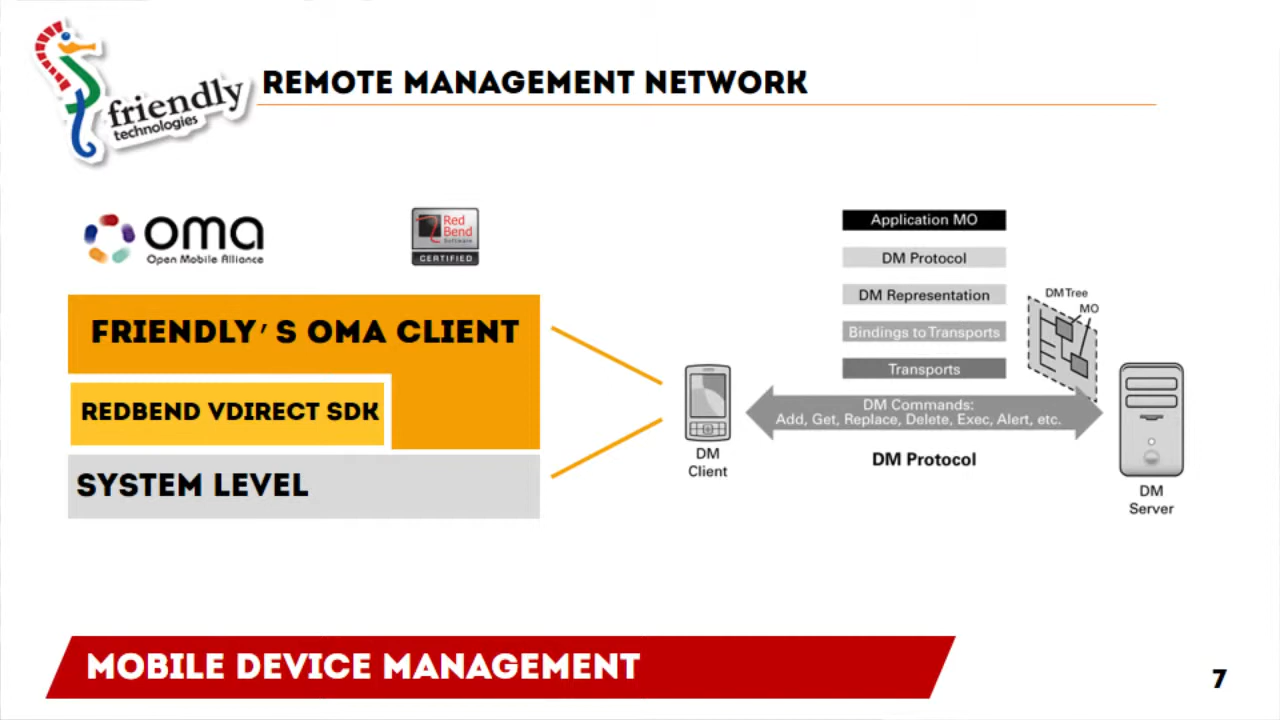 friendly
technologies
REMOTE MANAGEMENT NETWORK
oma
Open Mobile Alliance
Red
Bend
Software
CERTIFIED
FRIENDLY'S OMA CLIENT
REDBEND VDIRECT SDK
SYSTEM LEVEL
Application MO
DM Protocol
DM Representation
Bindings to Transports
Transports
DM Tree
MO
DM Commands:
Add, Get, Replace, Delete, Exec, Alert, etc.
DM Protocol
DM
Client
DM
Server
MOBILE DEVICE MANAGEMENT
7